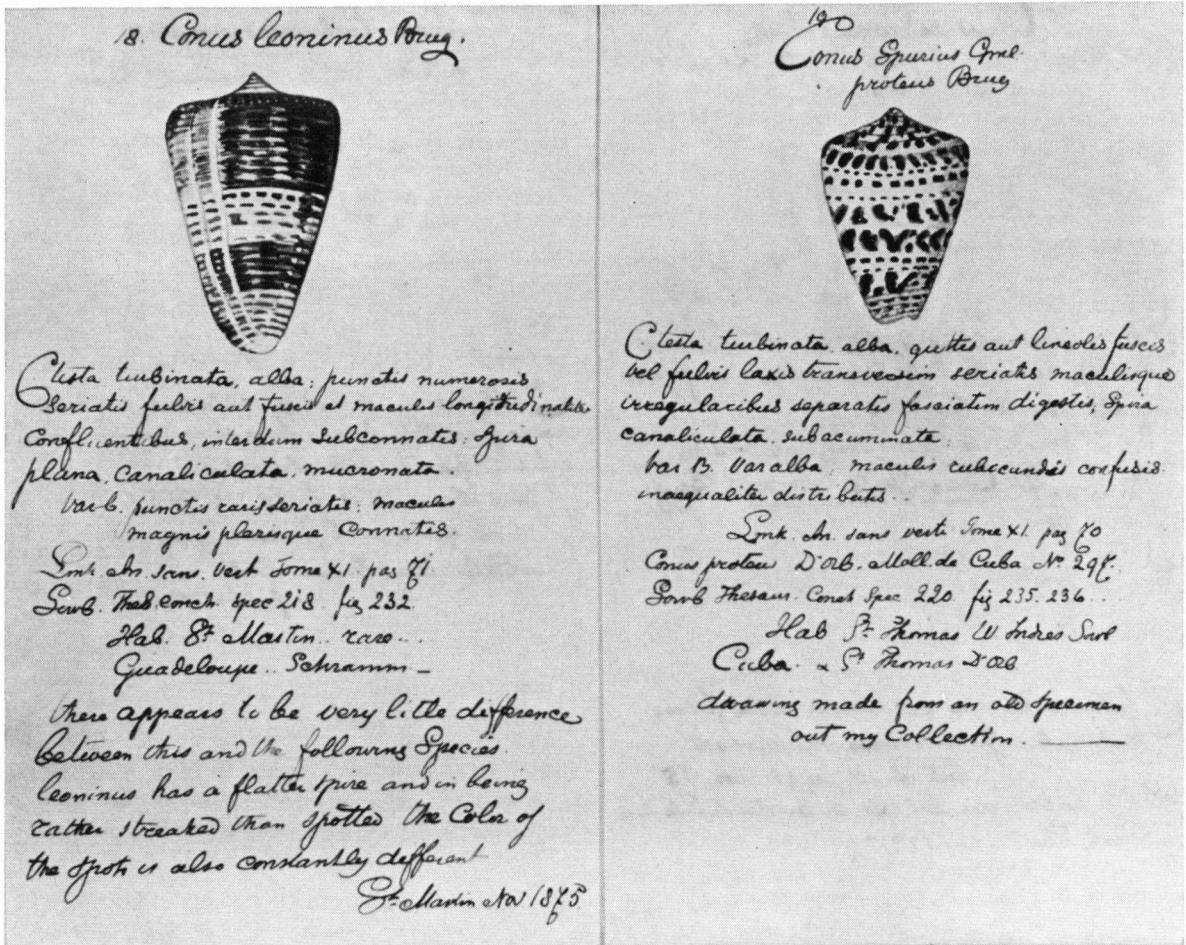 18. Conus leoninus Brug.
C testa turbinata, alba; punctis numerosis
seriatis fulvis aut fuscis et maculis longitudinalite
confluentibus, interdum subconnatis; spira
plana, canaliculata, mucronata.
Var b. punctis raris seriatis; maculis
magnis plerisque connatis.
Lmk. An. sans. Vert Tome XI. pag 71
Sowb. Thes. conch. spec 218 fig 232
Hab. St Martin.. rare..
Guadeloupe.. Schramm _
there appears to be very little difference
between this and the following Species.
leoninus has a flatter spire and in being
rather streaked than spotted the Color of
the spots is also constantly different
St. Martin Nov 1875
Conus Spurius Gmel.
proteus Brug
C testa turbinata, alba, guttis aut lineolis fuscis
vel fulvis laxis transversim seriatis maculisque
irregularibus separatis fasciatim digestis, Spira
canaliculata, subacuminata;
Var B. Var alba, maculis rubicundis confusis
inaequaliter distributis..
Lmk. An. sans vert. Tome XI. pag 70
Conus proteus D'Orb. Moll. de Cuba No 297.
Sowb Thesaur. Conch Spec 220 fig 235. 236..
Hab St. Thomas W Indies
Cuba. & St Thomas D'Orb
drawing made from an old specimen
out my Collection. ____